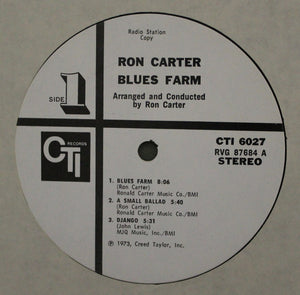 Radio Station
Copy
RON CARTER
BLUES FARM
Arranged and Conducted
by Ron Carter
SIDE 1
CTI RECORDS
CTI 6027
RVG 87684 A
STEREO
1. BLUES FARM 8:06
(Ron Carter)
Ronald Carter Music Co./BMI
2. A SMALL BALLAD 5:40
(Ron Carter)
Ronald Carter Music Co./BMI
3. DJANGO 5:31
(John Lewis)
MJQ Music, Inc./BMI
℗ 1973, Creed Taylor, Inc.